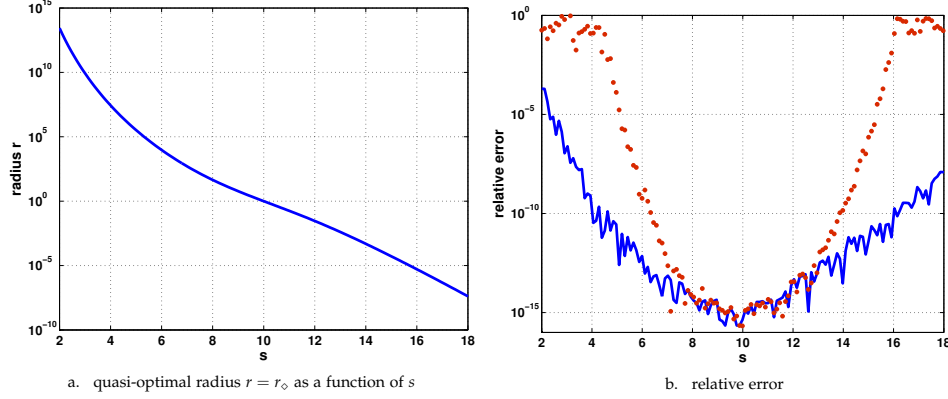 10^15
10^10
10^5
10^0
10^−5
10^−10
radius r
2 4 6 8 10 12 14 16 18
s
a. quasi-optimal radius r = r⋄ as a function of s
10^0
10^−5
10^−10
10^−15
relative error
2 4 6 8 10 12 14 16 18
s
b. relative error